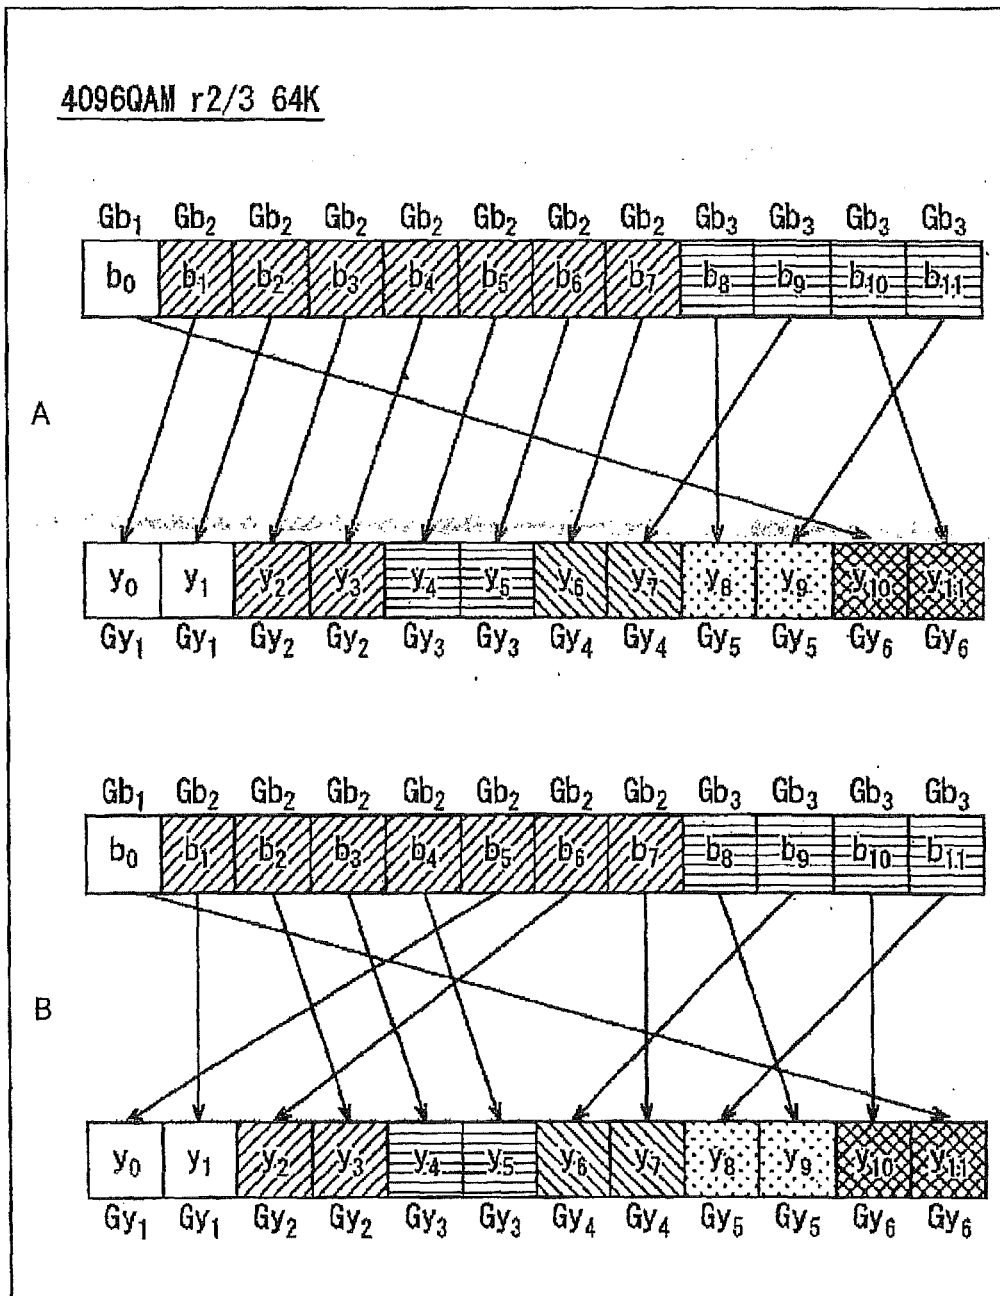 4096QAM r2/3 64K
Gb₁ Gb₂ Gb₂ Gb₂ Gb₂ Gb₂ Gb₂ Gb₂ Gb₃ Gb₃ Gb₃ Gb₃
b₀ b₁ b₂ b₃ b₄ b₅ b₆ b₇ b₈ b₉ b₁₀ b₁₁
A
y₀ y₁ y₂ y₃ y₄ y₅ y₆ y₇ y₈ y₉ y₁₀ y₁₁
Gy₁ Gy₁ Gy₂ Gy₂ Gy₃ Gy₃ Gy₄ Gy₄ Gy₅ Gy₅ Gy₆ Gy₆
Gb₁ Gb₂ Gb₂ Gb₂ Gb₂ Gb₂ Gb₂ Gb₂ Gb₃ Gb₃ Gb₃ Gb₃
b₀ b₁ b₂ b₃ b₄ b₅ b₆ b₇ b₈ b₉ b₁₀ b₁₁
B
y₀ y₁ y₂ y₃ y₄ y₅ y₆ y₇ y₈ y₉ y₁₀ y₁₁
Gy₁ Gy₁ Gy₂ Gy₂ Gy₃ Gy₃ Gy₄ Gy₄ Gy₅ Gy₅ Gy₆ Gy₆